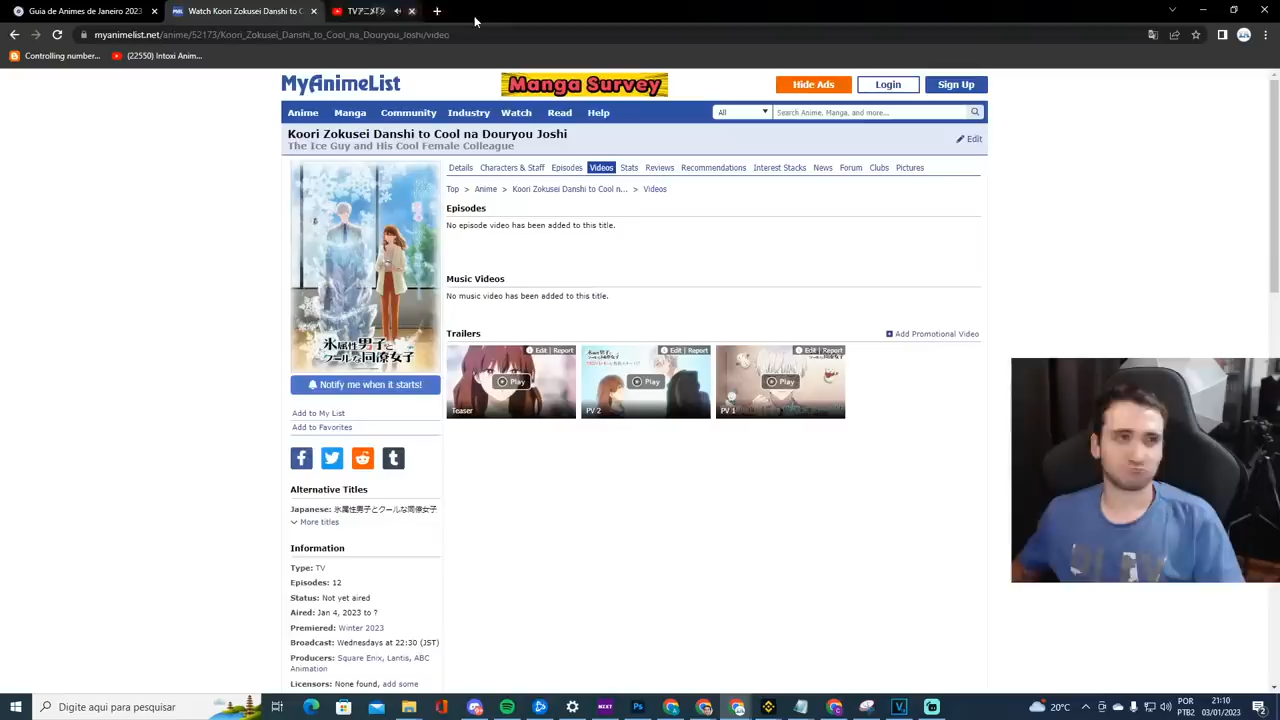 Guia de Animes de Janeiro 2023
Watch Koori Zokusei Danshi to C
TVアニメ『
myanimelist.net/anime/52173/Koori_Zokusei_Danshi_to_Cool_na_Douryou_Joshi/video
Controlling number...
(22550) Intoxi Anim...
MyAnimeList
Manga Survey
Hide Ads
Login
Sign Up
Anime Manga Community Industry Watch Read Help
All
Search Anime, Manga, and more...
Koori Zokusei Danshi to Cool na Douryou Joshi
The Ice Guy and His Cool Female Colleague
Edit
Details Characters & Staff Episodes Videos Stats Reviews Recommendations Interest Stacks News Forum Clubs Pictures
Top > Anime > Koori Zokusei Danshi to Cool n... > Videos
Episodes
No episode video has been added to this title.
Music Videos
No music video has been added to this title.
Trailers
Add Promotional Video
Edit | Report
Play
Teaser
Edit | Report
Play
PV 2
Edit | Report
Play
PV 1
氷属性男子と
クールな同僚女子
Notify me when it starts!
Add to My List
Add to Favorites
Alternative Titles
Japanese: 氷属性男子とクールな同僚女子
More titles
Information
Type: TV
Episodes: 12
Status: Not yet aired
Aired: Jan 4, 2023 to ?
Premiered: Winter 2023
Broadcast: Wednesdays at 22:30 (JST)
Producers: Square Enix, Lantis, ABC
Animation
Licensors: None found, add some
Digite aqui para pesquisar
NEXT
Ps
20°C
POR
PTB2
21:10
03/01/2023